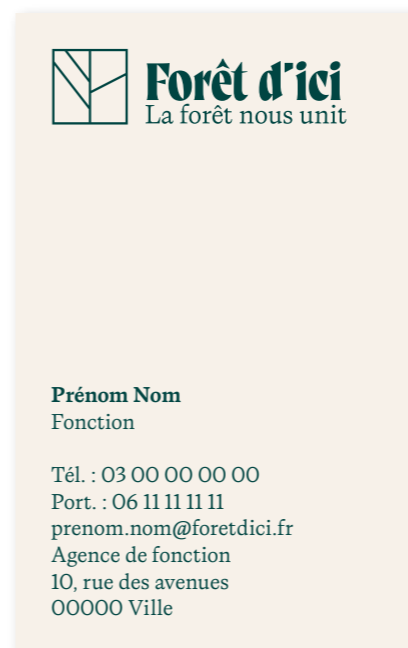 Forêt d'ici
La forêt nous unit
Prénom Nom
Fonction
Tél. : 03 00 00 00 00
Port. : 06 11 11 11 11
prenom.nom@foretdici.fr
Agence de fonction
10, rue des avenues
00000 Ville